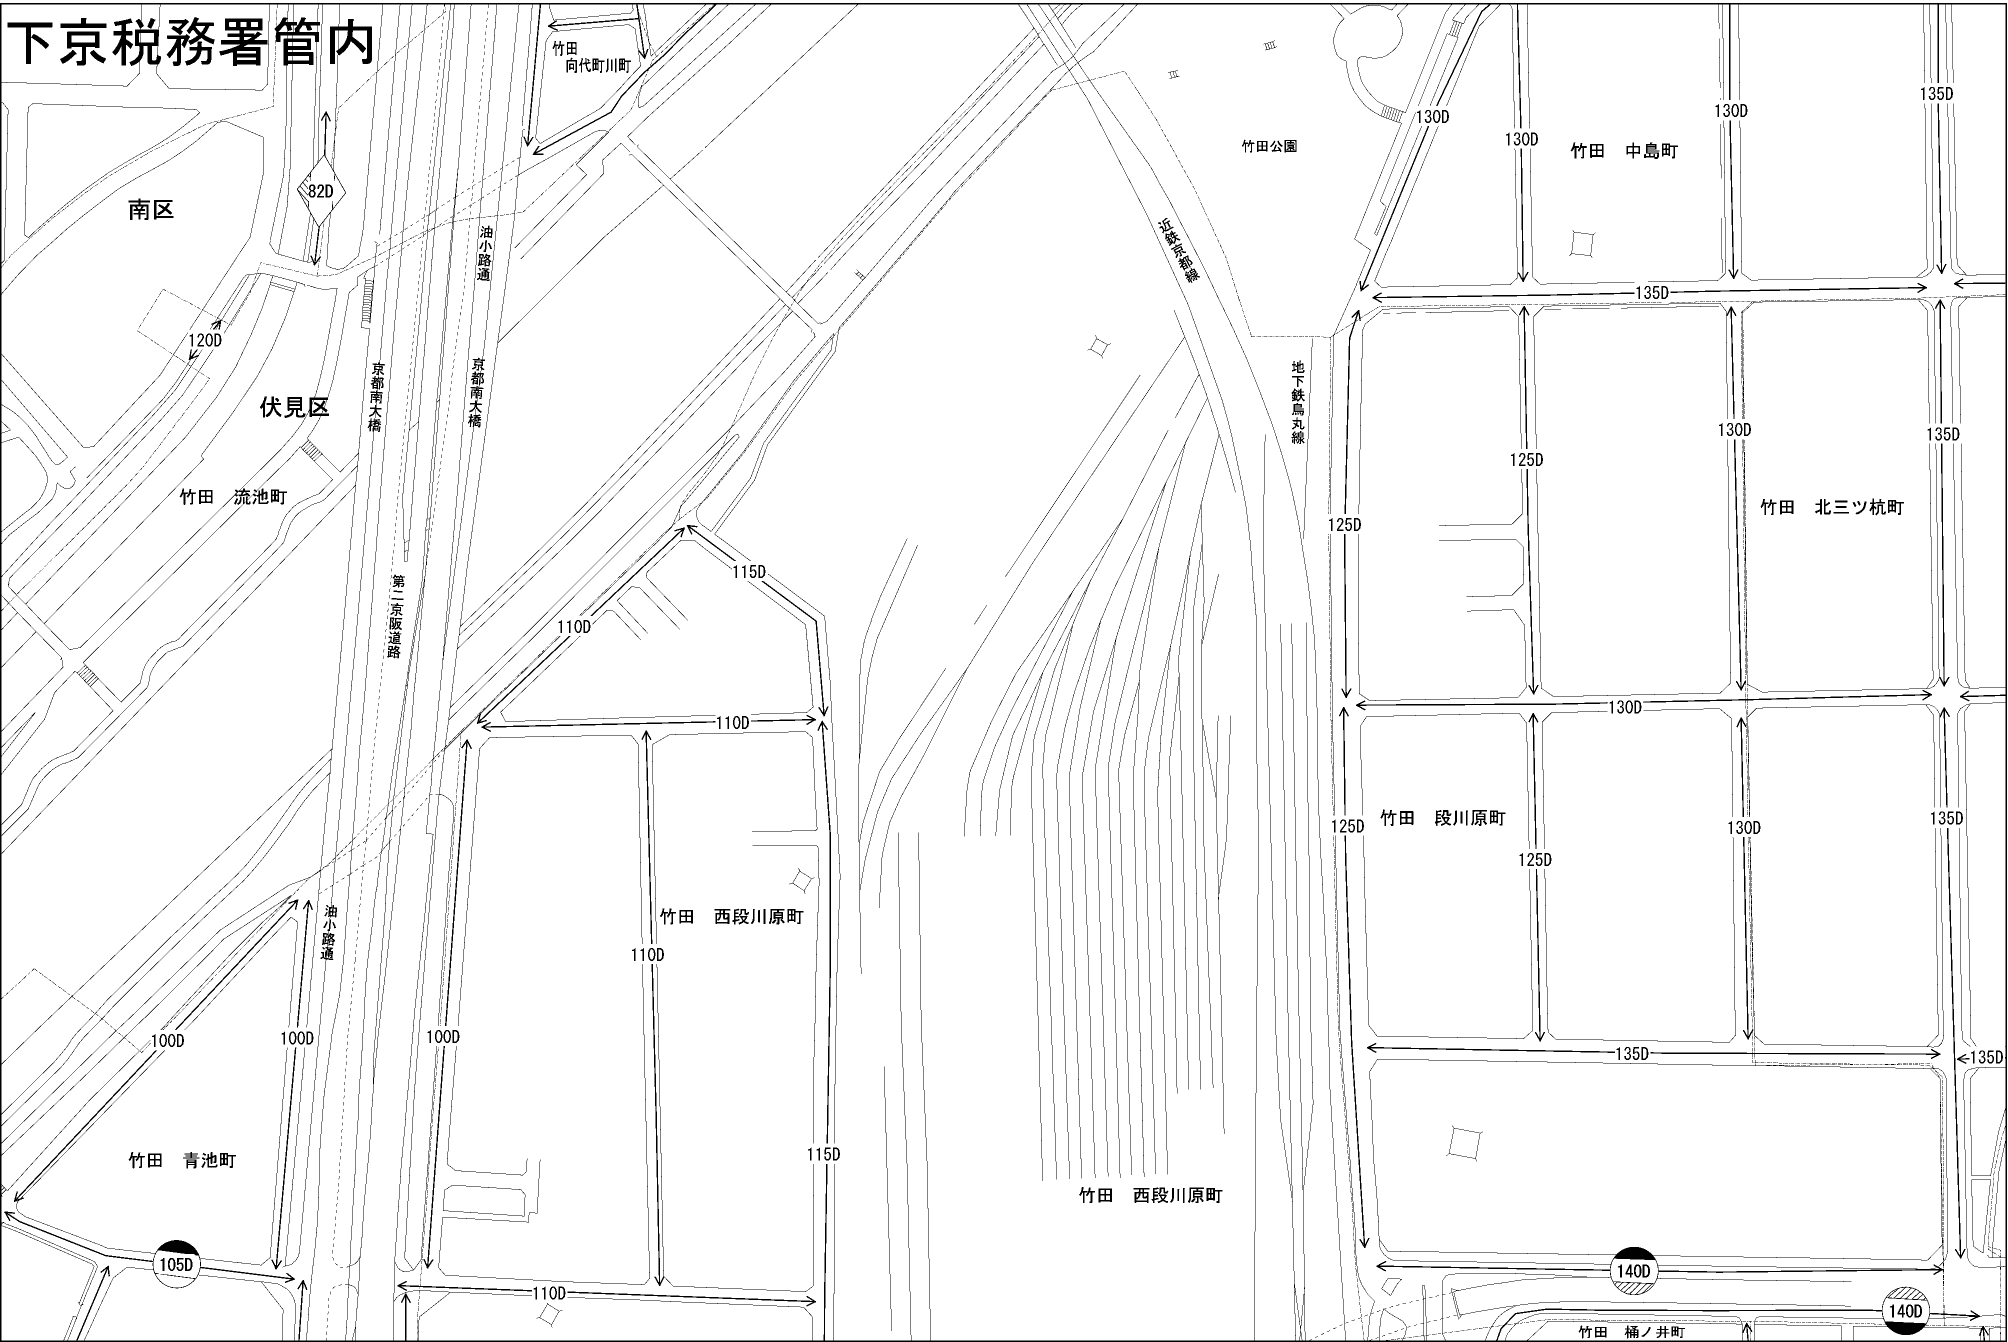 下京税務署管内
竹田
向代町川町
135D
130D
130D
130D
130D
竹田公園
竹田　中島町
82D
南区
油小路通
近鉄京都線
135D
120D
京都南大橋
京都南大橋
地下鉄烏丸線
伏見区
130D
135D
125D
竹田　流池町
竹田　北三ツ杭町
125D
115D
第二京阪道路
110D
110D
130D
竹田　段川原町
135D
125D
130D
125D
竹田　西段川原町
油小路通
110D
100D
100D
100D
135D
135D
115D
竹田　青池町
竹田　西段川原町
105D
140D
110D
140D
竹田　桶ノ井町